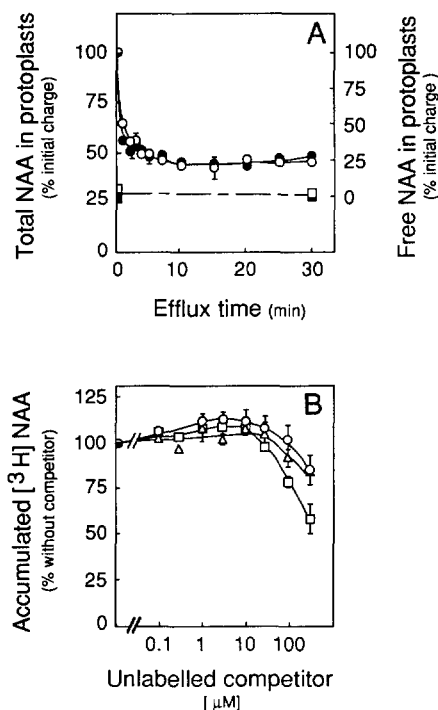 A
Total NAA in protoplasts
(% initial charge)
100
75
50
25
0
100
75
50
25
0
Free NAA in protoplasts
(% initial charge )
0
10
20
30
Efflux time (min)
B
Accumulated [3H] NAA
(% without competitor)
125
100
75
50
25
0
0.1
1
10
100
Unlabelled competitor
[ μM]